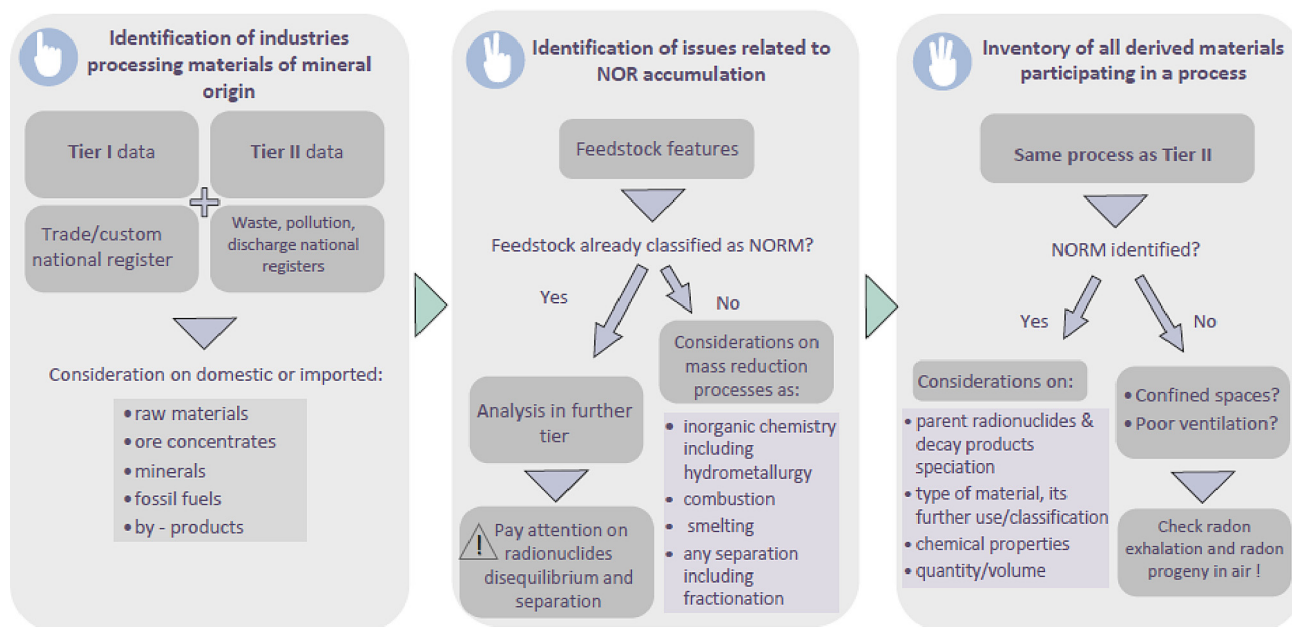 Identification of industries
processing materials of mineral
origin
Tier I data
Tier II data
Trade/custom
national register
Waste, pollution,
discharge national
registers
Consideration on domestic or imported:
• raw materials
• ore concentrates
• minerals
• fossil fuels
• by - products
Identification of issues related to
NOR accumulation
Feedstock features
Feedstock already classified as NORM?
Yes
No
Analysis in further
tier
! Pay attention on
radionuclides
disequilibrium and
separation
Considerations on
mass reduction
processes as:
• inorganic chemistry
including
hydrometallurgy
• combustion
• smelting
• any separation
including
fractionation
Inventory of all derived materials
participating in a process
Same process as Tier II
NORM identified?
Yes
No
Considerations on:
• parent radionuclides &
decay products
speciation
• type of material, its
further use/classification
• chemical properties
• quantity/volume
• Confined spaces?
• Poor ventilation?
Check radon
exhalation and radon
progeny in air !